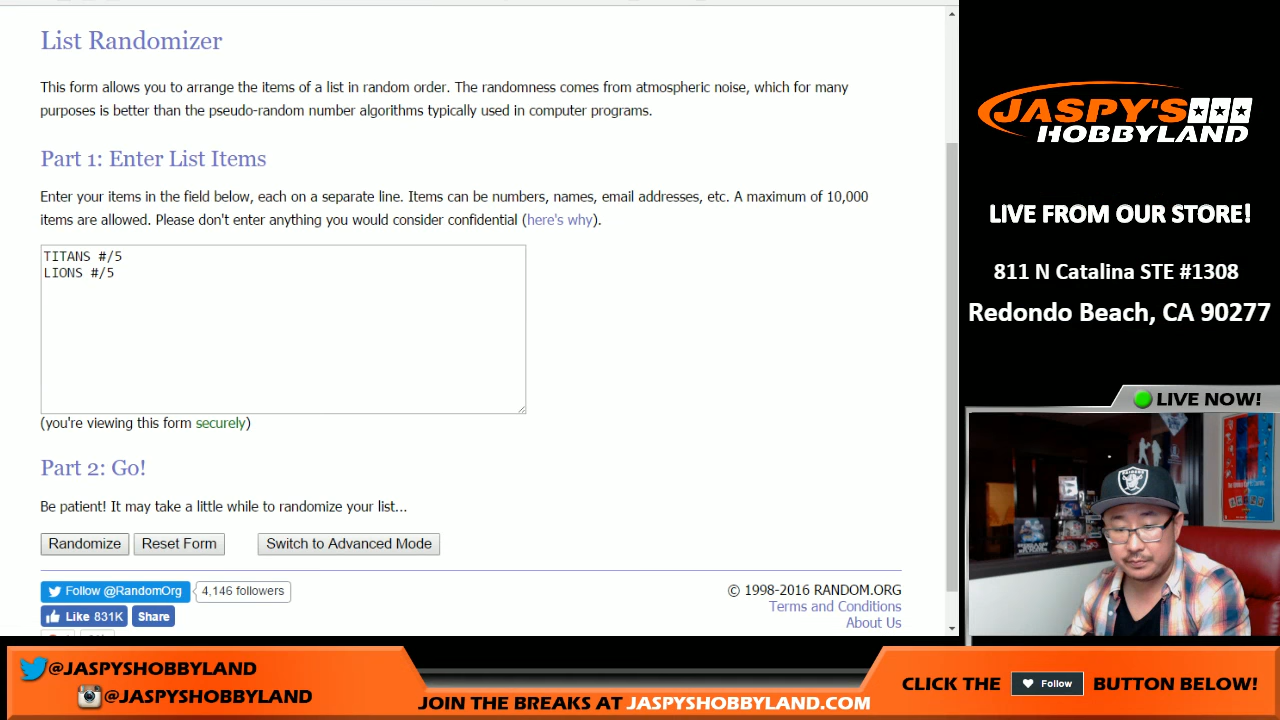 List Randomizer
This form allows you to arrange the items of a list in random order. The randomness comes from atmospheric noise, which for many
purposes is better than the pseudo-random number algorithms typically used in computer programs.
Part 1: Enter List Items
Enter your items in the field below, each on a separate line. Items can be numbers, names, email addresses, etc. A maximum of 10,000
items are allowed. Please don't enter anything you would consider confidential (here's why).
TITANS #/5
LIONS #/5
(you're viewing this form securely)
Part 2: Go!
Be patient! It may take a little while to randomize your list...
Randomize Reset Form Switch to Advanced Mode
Follow @RandomOrg 4,146 followers
Like 831K Share
© 1998-2016 RANDOM.ORG
Terms and Conditions
About Us
JASPY'S
HOBBYLAND
LIVE FROM OUR STORE!
811 N Catalina STE #1308
Redondo Beach, CA 90277
LIVE NOW!
RAIDERS
@JASPYSHOBBYLAND
@JASPYSHOBBYLAND
JOIN THE BREAKS AT JASPYSHOBBYLAND.COM
CLICK THE Follow BUTTON BELOW!